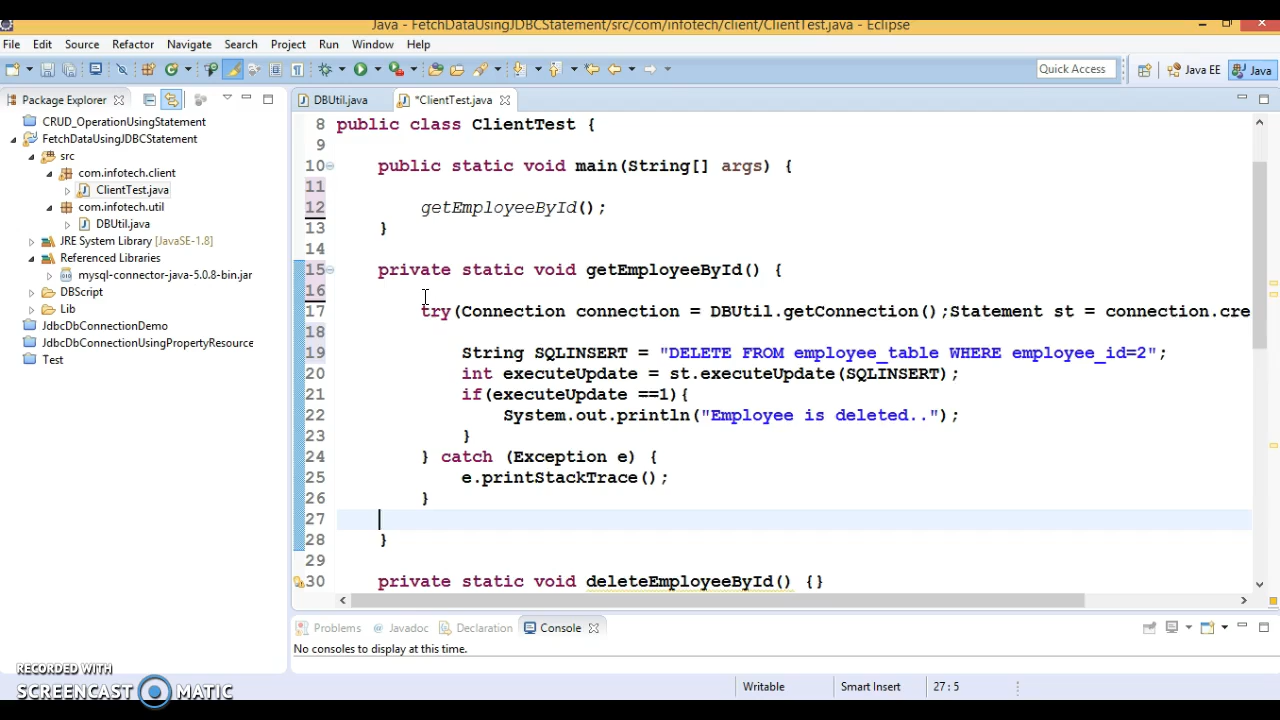 Java - FetchDataUsingJDBCStatement/src/com/infotech/client/ClientTest.java - Eclipse
File Edit Source Refactor Navigate Search Project Run Window Help
Quick Access Java EE Java
Package Explorer DBUtil.java *ClientTest.java
CRUD_OperationUsingStatement
FetchDataUsingJDBCStatement
src
com.infotech.client
ClientTest.java
com.infotech.util
DBUtil.java
JRE System Library [JavaSE-1.8]
Referenced Libraries
mysql-connector-java-5.0.8-bin.jar
DBScript
Lib
JdbcDbConnectionDemo
JdbcDbConnectionUsingPropertyResource
Test
8 public class ClientTest {
9
10 public static void main(String[] args) {
11
12 getEmployeeById();
13 }
14
15 private static void getEmployeeById() {
16
17 try(Connection connection = DBUtil.getConnection();Statement st = connection.cre
18
19 String SQLINSERT = "DELETE FROM employee_table WHERE employee_id=2";
20 int executeUpdate = st.executeUpdate(SQLINSERT);
21 if(executeUpdate ==1){
22 System.out.println("Employee is deleted..");
23 }
24 } catch (Exception e) {
25 e.printStackTrace();
26 }
27
28 }
29
30 private static void deleteEmployeeById() {}
Problems Javadoc Declaration Console
No consoles to display at this time.
Writable Smart Insert 27 : 5
RECORDED WITH
SCREENCAST MATIC